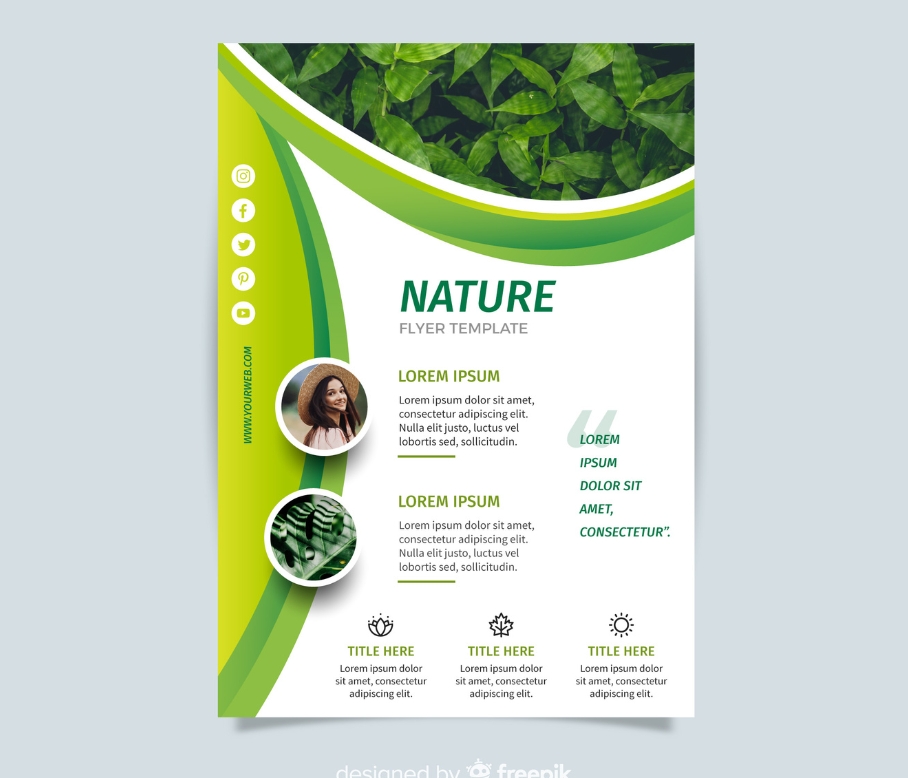 NATURE
FLYER TEMPLATE
WWW.YOURWEB.COM
LOREM IPSUM
Lorem ipsum dolor sit amet,
consectetur adipiscing elit.
Nulla elit justo, luctus vel
lobortis sed, sollicitudin.
“LOREM
IPSUM
DOLOR SIT
AMET,
CONSECTETUR”.
LOREM IPSUM
Lorem ipsum dolor sit amet,
consectetur adipiscing elit.
Nulla elit justo, luctus vel
lobortis sed, sollicitudin.
TITLE HERE
Lorem ipsum dolor
sit amet, consectetur
adipiscing elit.
TITLE HERE
Lorem ipsum dolor
sit amet, consectetur
adipiscing elit.
TITLE HERE
Lorem ipsum dolor
sit amet, consectetur
adipiscing elit.
designed by freepik